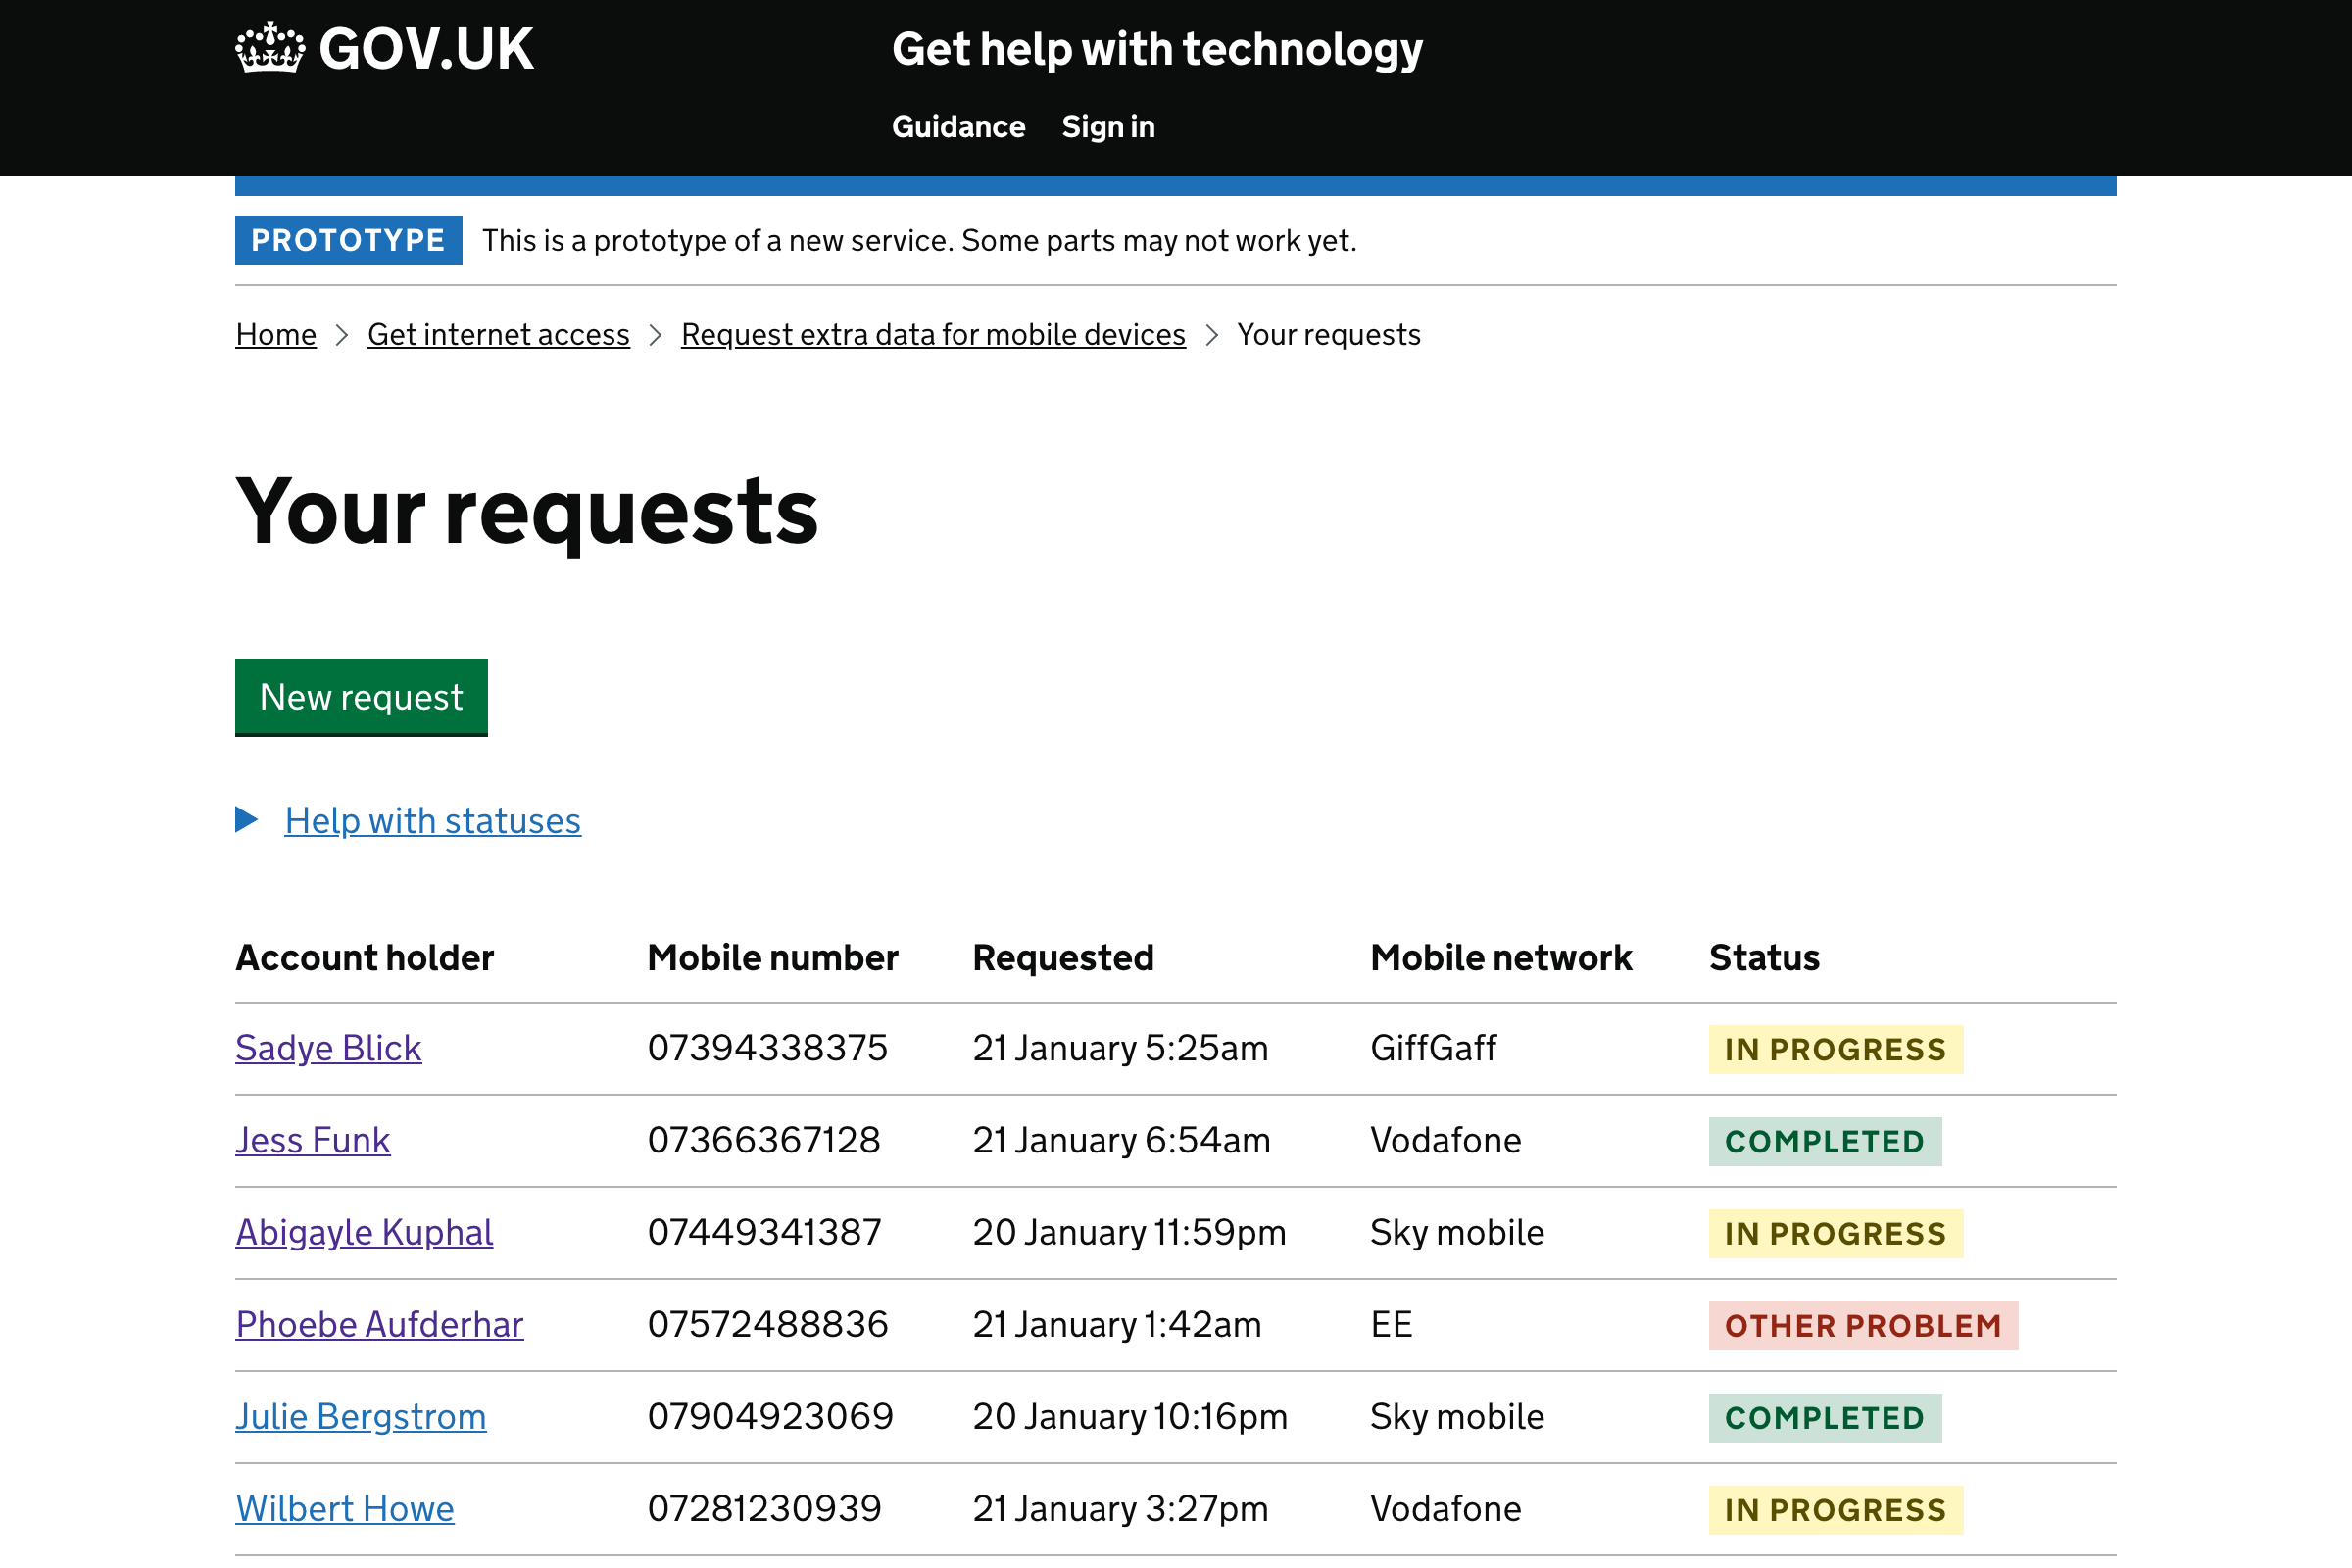 GOV.UK
Get help with technology
Guidance Sign in
PROTOTYPE This is a prototype of a new service. Some parts may not work yet.
Home Get internet access Request extra data for mobile devices Your requests
Your requests
New request
Help with statuses
Account holder Mobile number Requested Mobile network Status
Sadye Blick 07394338375 21 January 5:25am GiffGaff IN PROGRESS
Jess Funk 07366367128 21 January 6:54am Vodafone COMPLETED
Abigayle Kuphal 07449341387 20 January 11:59pm Sky mobile IN PROGRESS
Phoebe Aufderhar 07572488836 21 January 1:42am EE OTHER PROBLEM
Julie Bergstrom 07904923069 20 January 10:16pm Sky mobile COMPLETED
Wilbert Howe 07281230939 21 January 3:27pm Vodafone IN PROGRESS